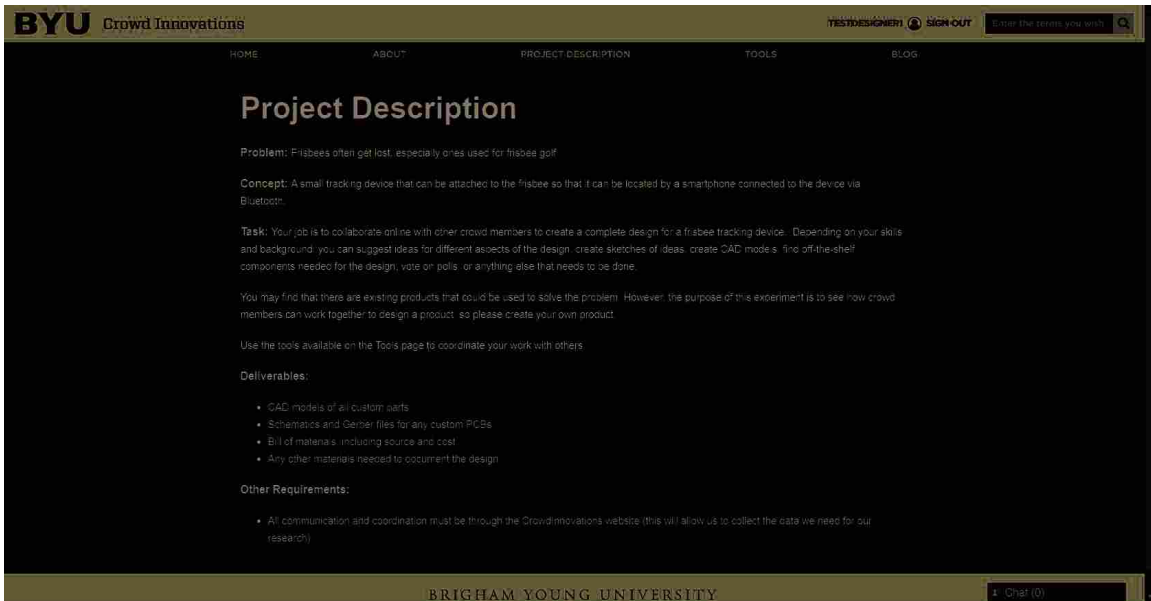 BYU Crowd Innovations TESTDESIGNER1 SIGN OUT Enter the terms you wish
HOME ABOUT PROJECT DESCRIPTION TOOLS BLOG
Project Description
Problem: Frisbees often get lost, especially ones used for frisbee golf
Concept: A small tracking device that can be attached to the frisbee so that it can be located by a smartphone connected to the device via
Bluetooth.
Task: Your job is to collaborate online with other crowd members to create a complete design for a frisbee tracking device. Depending on your skills
and background, you can suggest ideas for different aspects of the design, create sketches of ideas, create CAD models, find off-the-shelf
components needed for the design, vote on polls, or anything else that needs to be done.
You may find that there are existing products that could be used to solve the problem. However, the purpose of this experiment is to see how crowd
members can work together to design a product, so please create your own product.
Use the tools available on the Tools page to coordinate your work with others.
Deliverables:
• CAD models of all custom parts
• Schematics and Gerber files for any custom PCBs
• Bill of materials, including source and cost
• Any other materials needed to document the design
Other Requirements:
• All communication and coordination must be through the CrowdInnovations website (this will allow us to collect the data we need for our
research)
BRIGHAM YOUNG UNIVERSITY Chat (0)